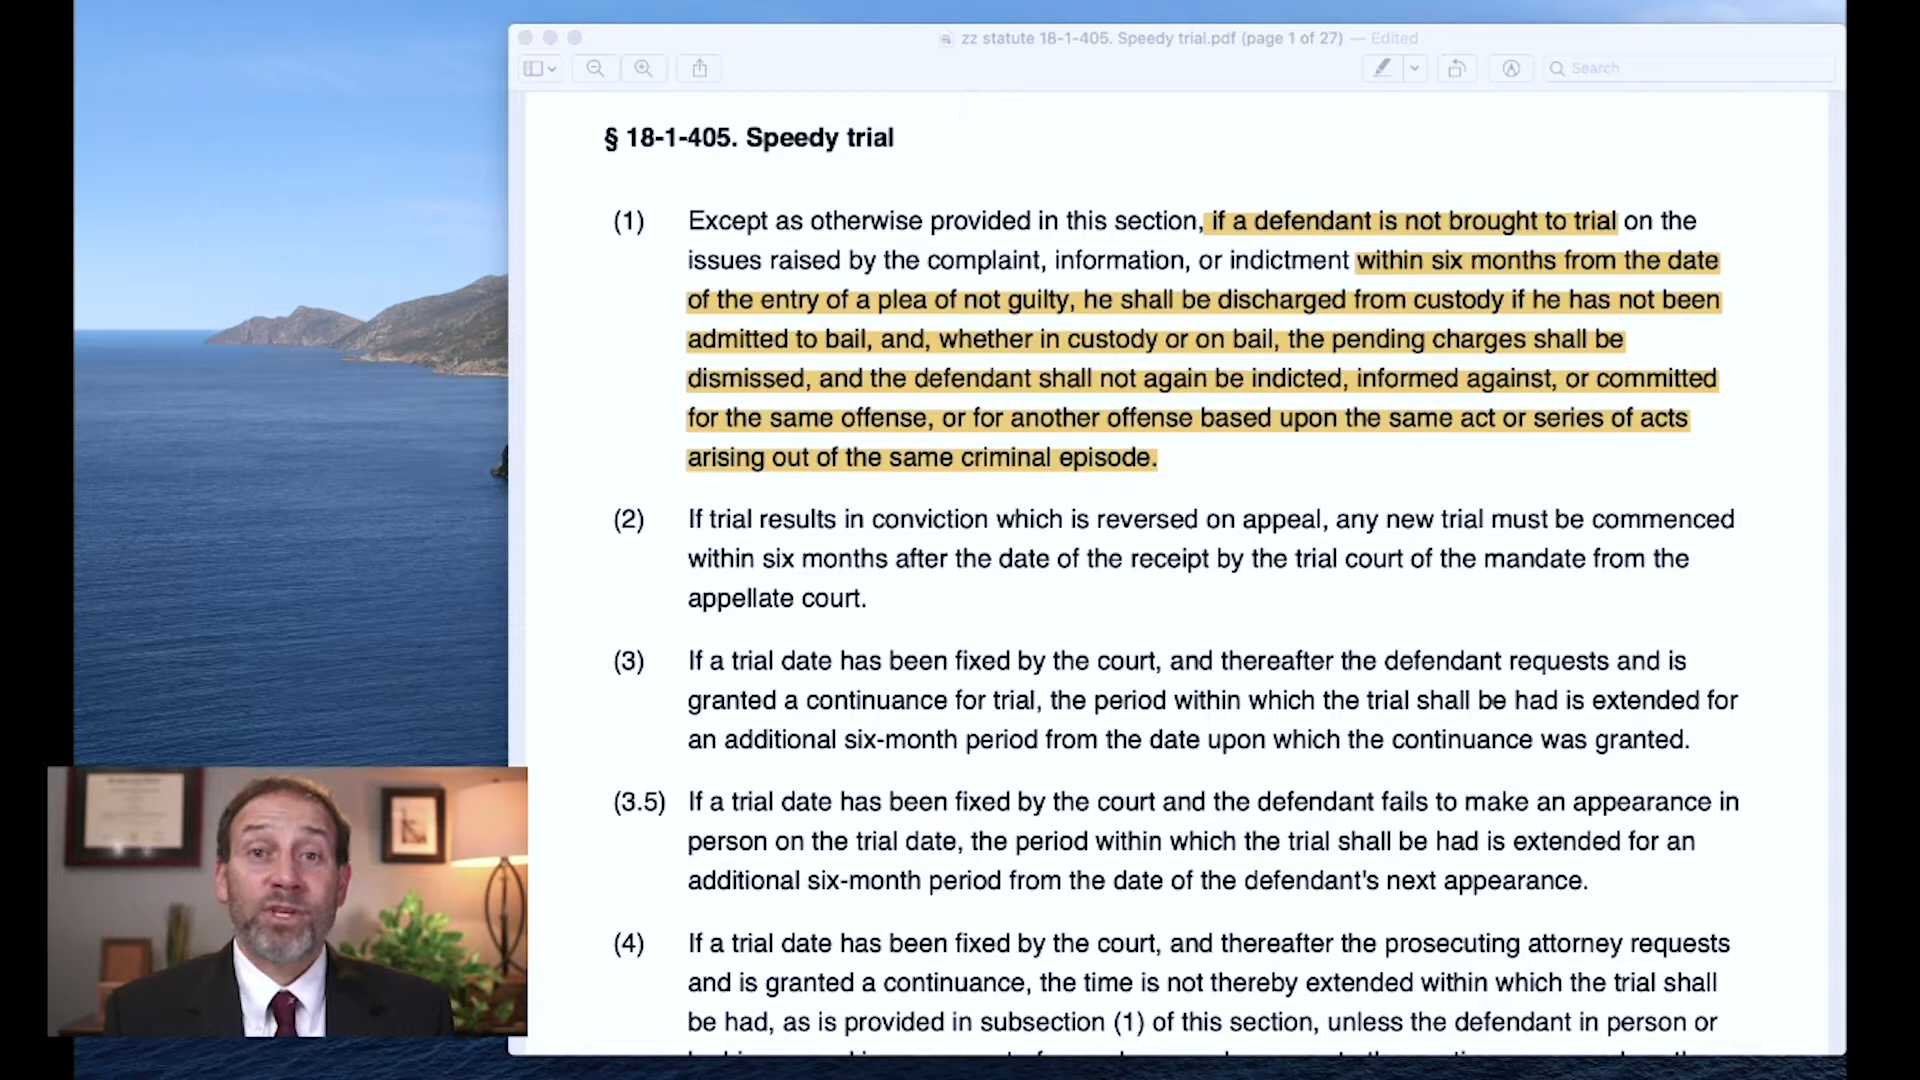 zz statute 18-1-405. Speedy trial.pdf (page 1 of 27) — Edited
Search
§ 18-1-405. Speedy trial
(1) Except as otherwise provided in this section, if a defendant is not brought to trial on the
issues raised by the complaint, information, or indictment within six months from the date
of the entry of a plea of not guilty, he shall be discharged from custody if he has not been
admitted to bail, and, whether in custody or on bail, the pending charges shall be
dismissed, and the defendant shall not again be indicted, informed against, or committed
for the same offense, or for another offense based upon the same act or series of acts
arising out of the same criminal episode.
(2) If trial results in conviction which is reversed on appeal, any new trial must be commenced
within six months after the date of the receipt by the trial court of the mandate from the
appellate court.
(3) If a trial date has been fixed by the court, and thereafter the defendant requests and is
granted a continuance for trial, the period within which the trial shall be had is extended for
an additional six-month period from the date upon which the continuance was granted.
(3.5) If a trial date has been fixed by the court and the defendant fails to make an appearance in
person on the trial date, the period within which the trial shall be had is extended for an
additional six-month period from the date of the defendant's next appearance.
(4) If a trial date has been fixed by the court, and thereafter the prosecuting attorney requests
and is granted a continuance, the time is not thereby extended within which the trial shall
be had, as is provided in subsection (1) of this section, unless the defendant in person or